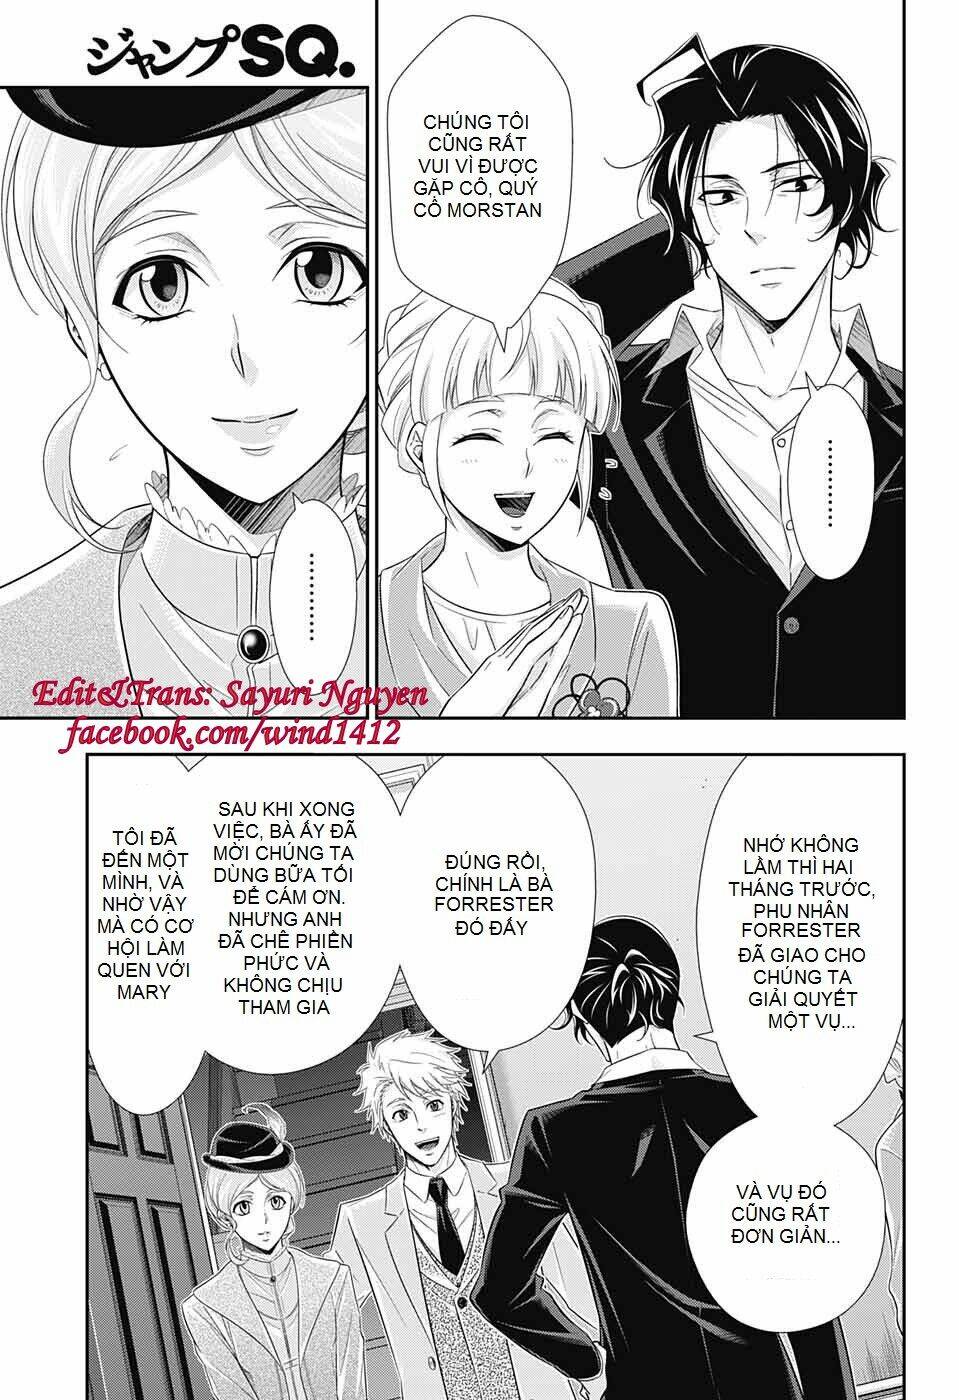 ジャンプSQ.
CHÚNG TÔI
CŨNG RẤT
VUI VÌ ĐƯỢC
GẶP CÔ, QUÝ
CÔ MORSTAN
Edit&Trans: Sayuri Nguyen
facebook.com/wind1412
NHỚ KHÔNG
LẦM THÌ HAI
THÁNG TRƯỚC,
PHU NHÂN
FORRESTER
ĐÃ GIAO CHO
CHÚNG TA
GIẢI QUYẾT
MỘT VỤ...
VÀ VỤ ĐÓ
CŨNG RẤT
ĐƠN GIẢN...
ĐÚNG RỒI,
CHÍNH LÀ BÀ
FORRESTER
ĐÓ ĐẤY
SAU KHI XONG
VIỆC, BÀ ẤY ĐÃ
MỜI CHÚNG TA
DÙNG BỮA TỐI
ĐỂ CÁM ƠN.
NHƯNG ANH
ĐÃ CHÊ PHIỀN
PHỨC VÀ
KHÔNG CHỊU
THAM GIA
TÔI ĐÃ
ĐẾN MỘT
MÌNH, VÀ
NHỜ VẬY
MÀ CÓ CƠ
HỘI LÀM
QUEN VỚI
MARY